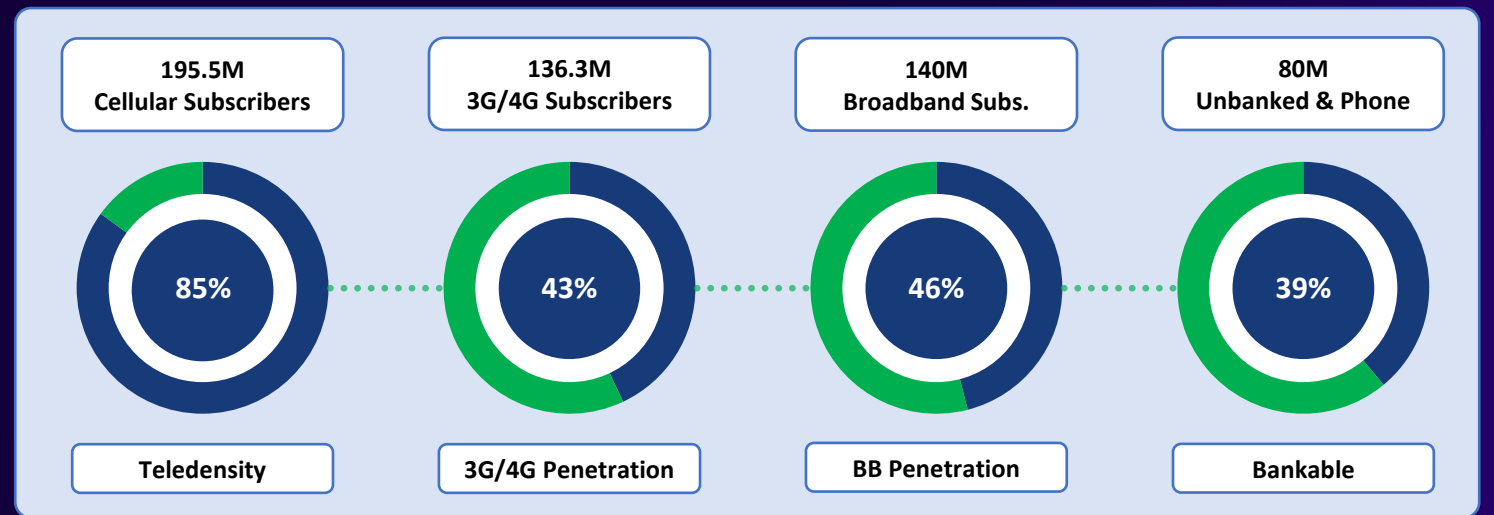 195.5M
Cellular Subscribers
136.3M
3G/4G Subscribers
140M
Broadband Subs.
80M
Unbanked & Phone
85%
43%
46%
39%
Teledensity
3G/4G Penetration
BB Penetration
Bankable